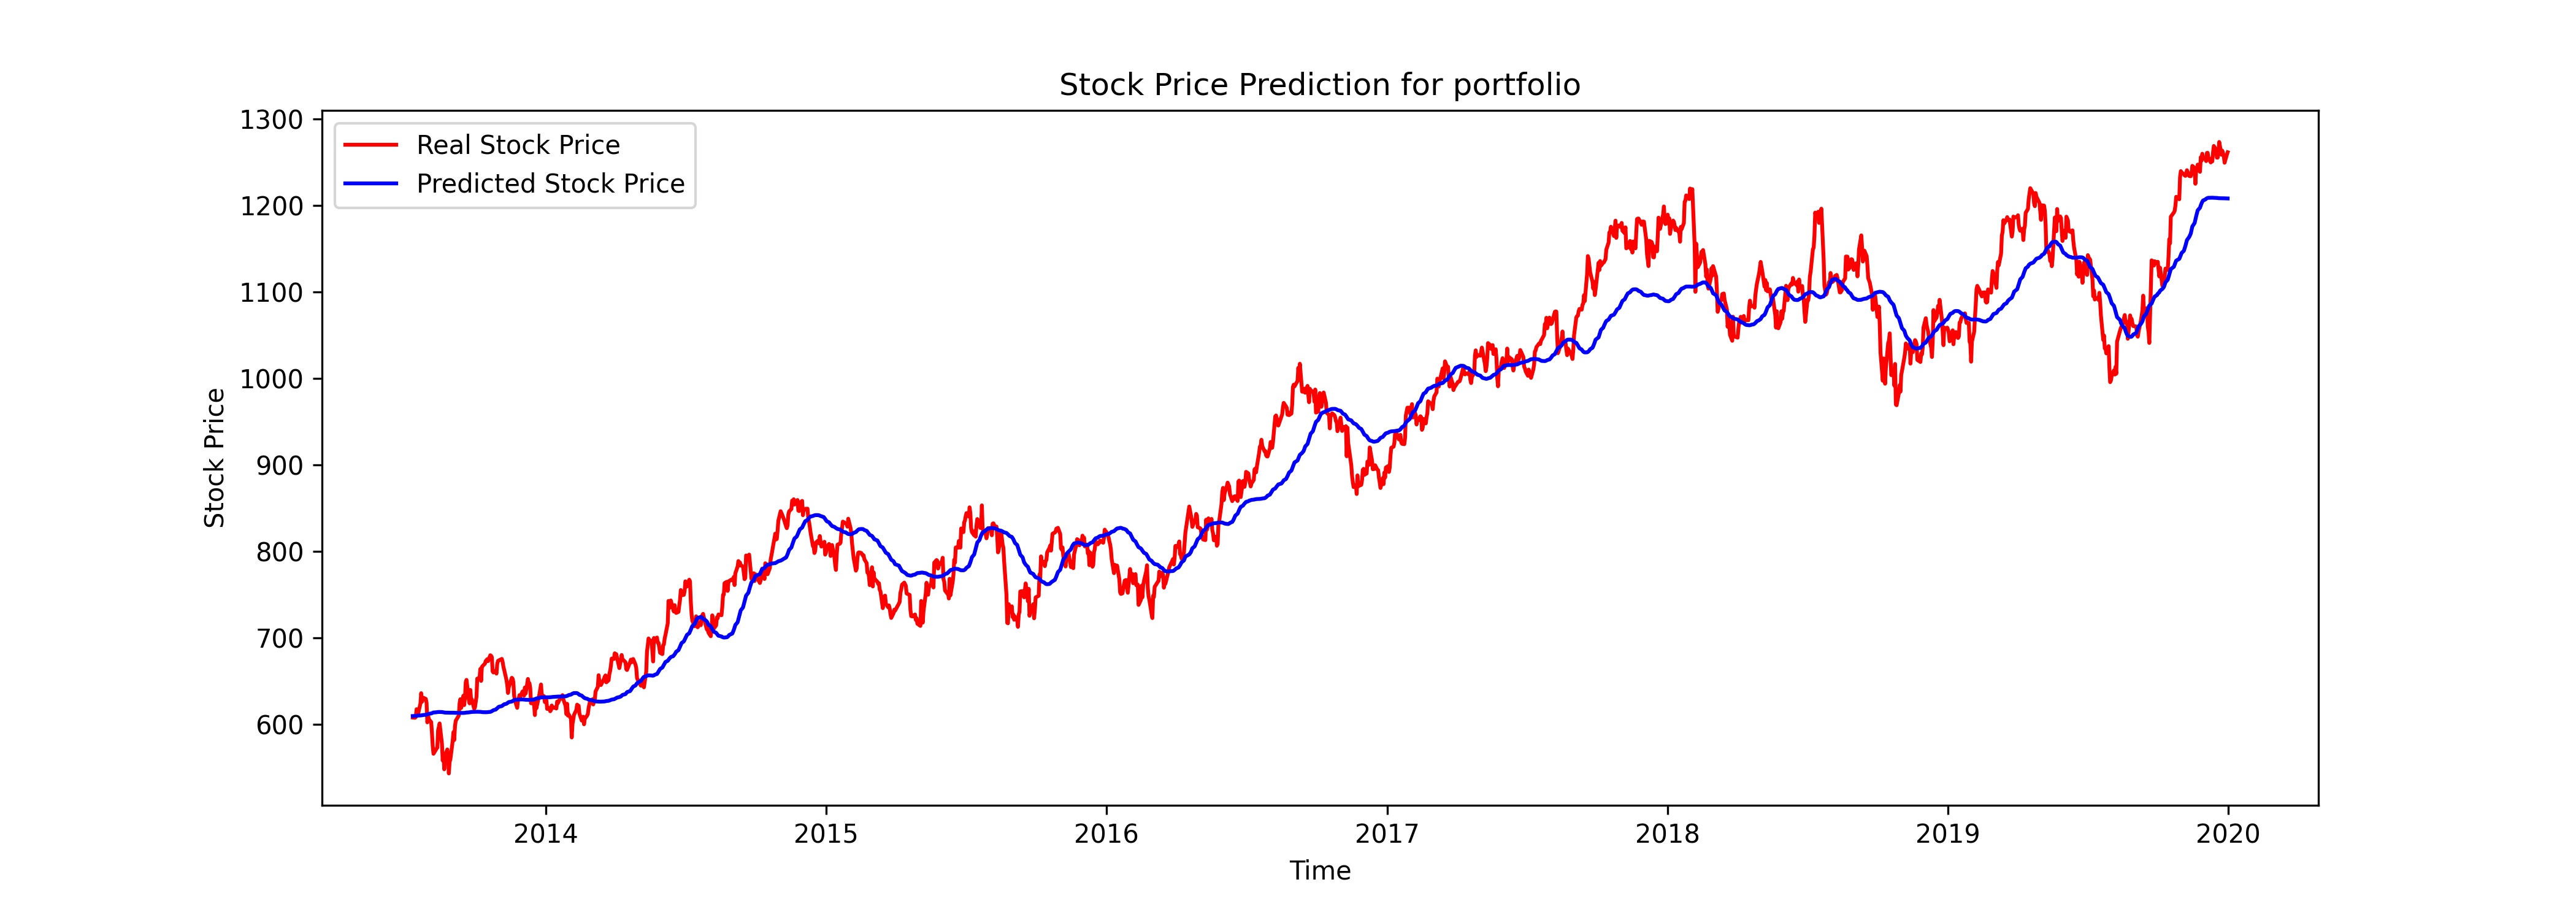 Stock Price Prediction for portfolio
Real Stock Price
Predicted Stock Price
Stock Price
1300
1200
1100
1000
900
800
700
600
2014 2015 2016 2017 2018 2019 2020
Time